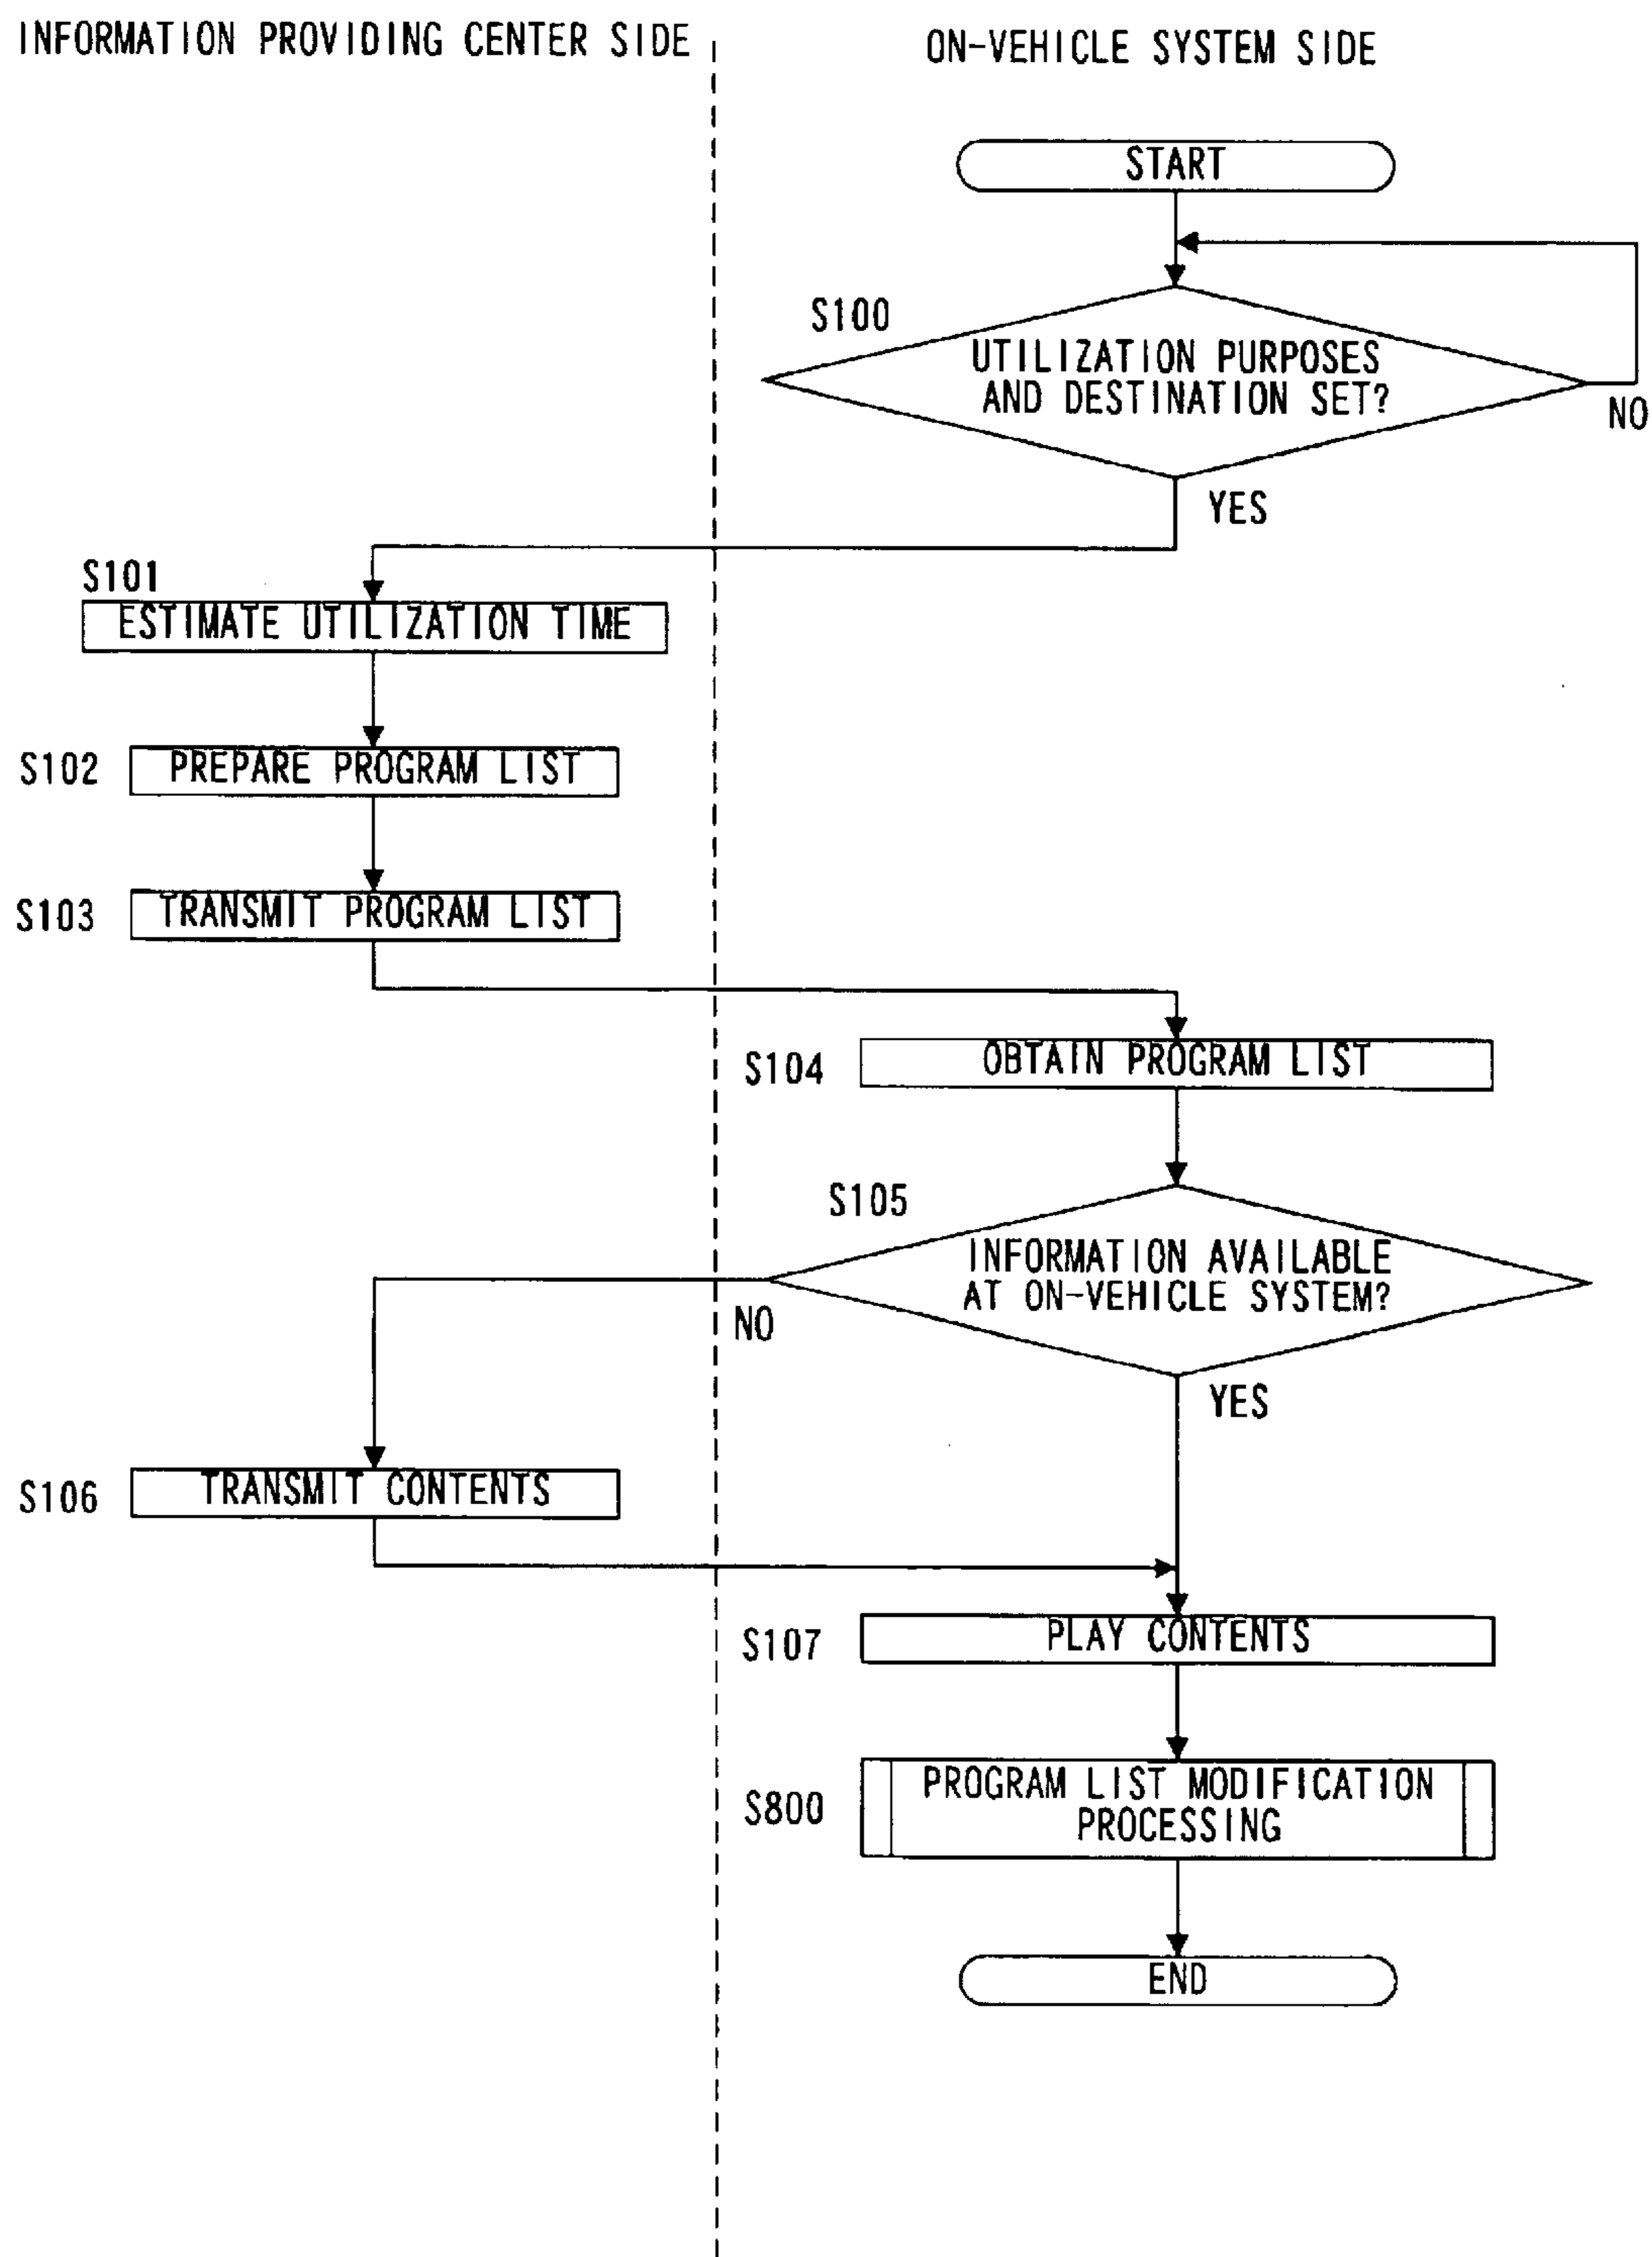 INFORMATION PROVIDING CENTER SIDE
ON-VEHICLE SYSTEM SIDE
START
S100
UTILIZATION PURPOSES
AND DESTINATION SET?
NO
YES
S101
ESTIMATE UTILIZATION TIME
S102
PREPARE PROGRAM LIST
S103
TRANSMIT PROGRAM LIST
S104
OBTAIN PROGRAM LIST
S105
INFORMATION AVAILABLE
AT ON-VEHICLE SYSTEM?
NO
YES
S106
TRANSMIT CONTENTS
S107
PLAY CONTENTS
S800
PROGRAM LIST MODIFICATION
PROCESSING
END